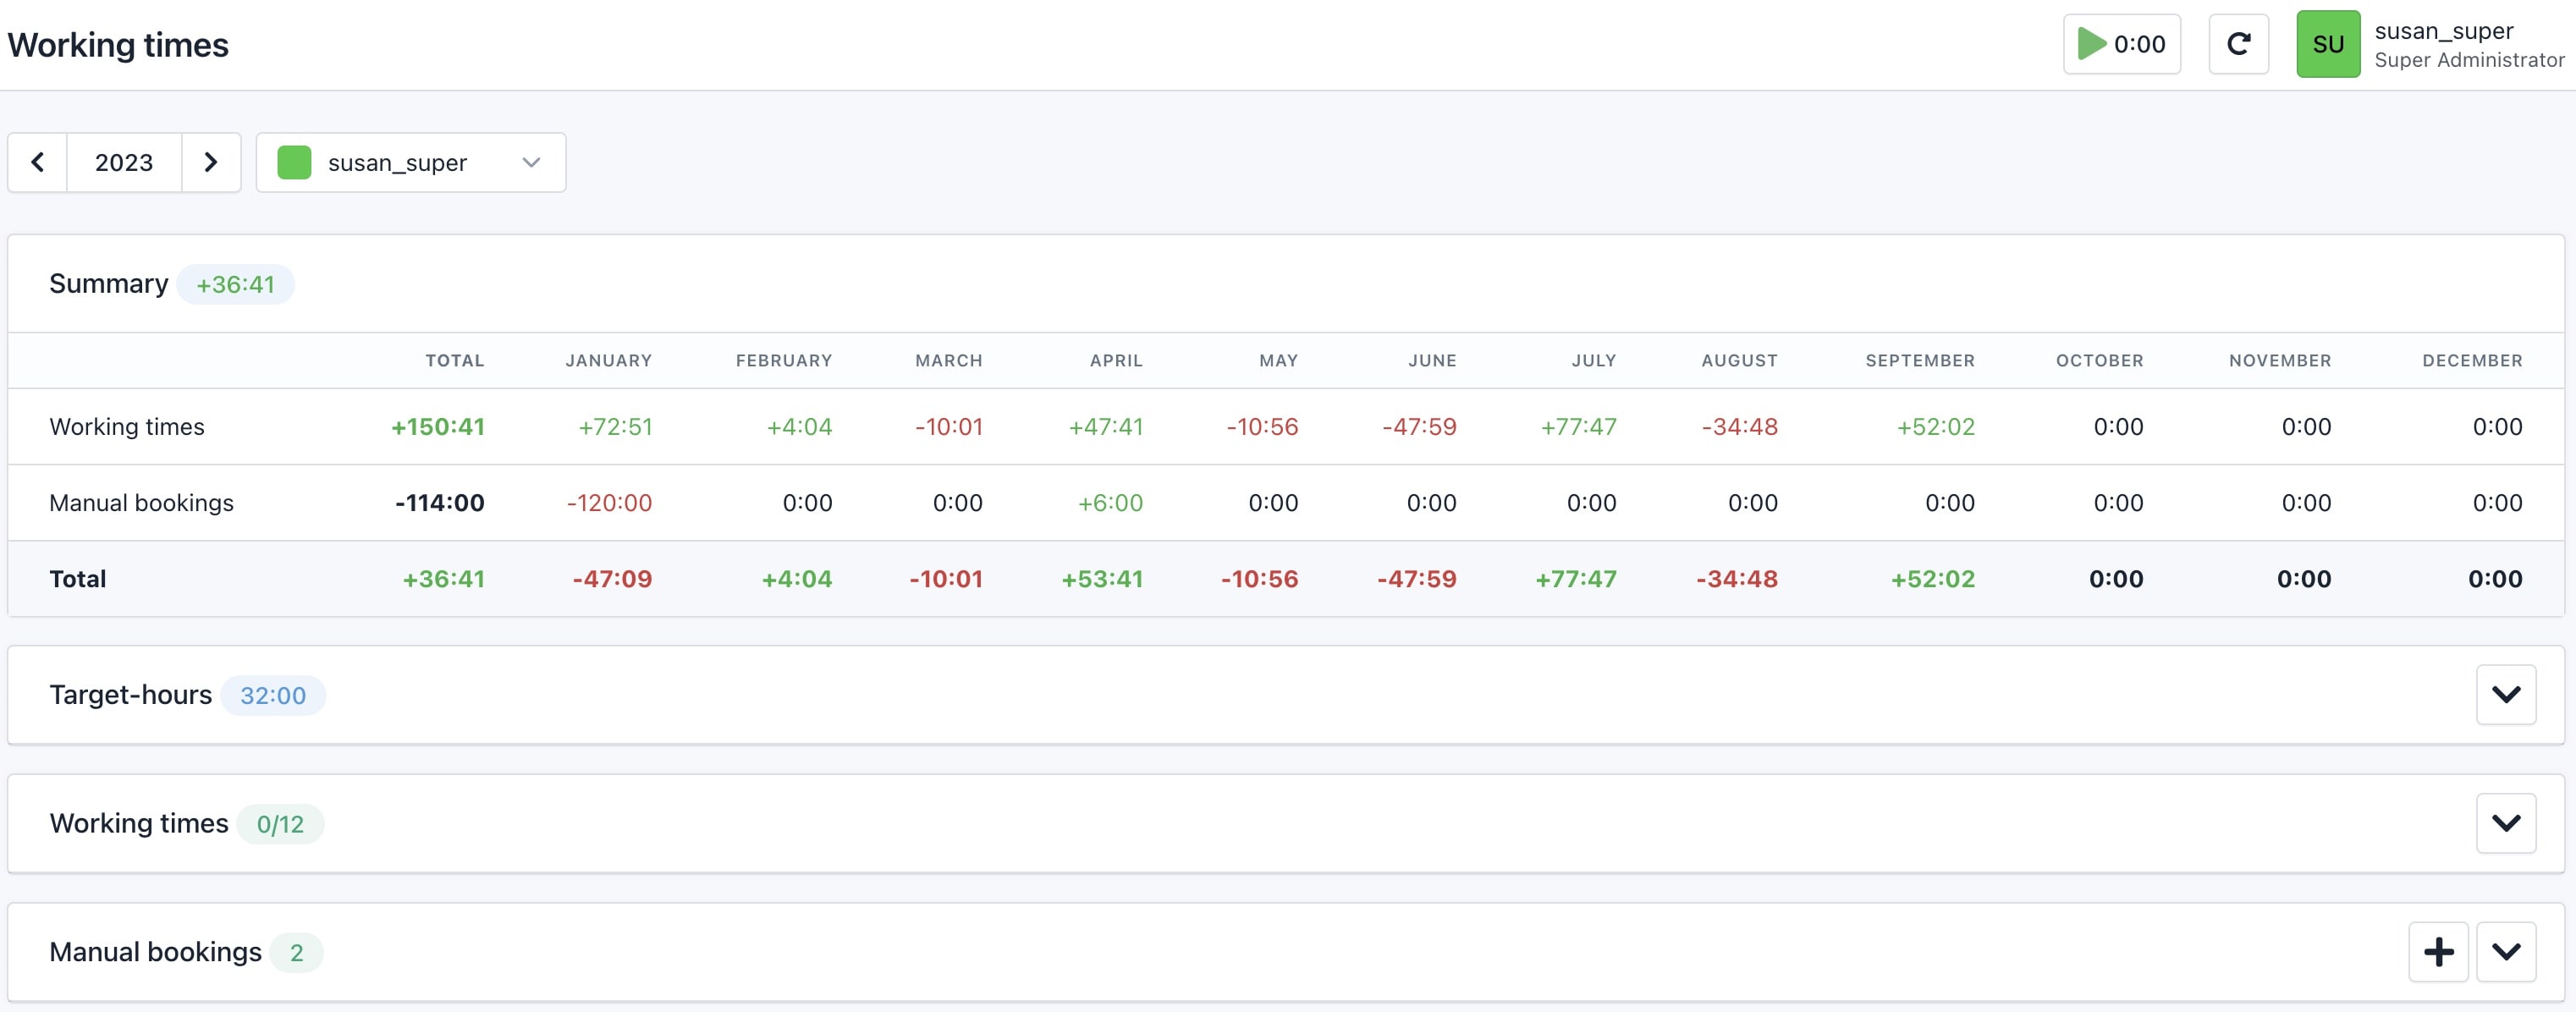 Working times
0:00
SU
susan_super
Super Administrator
2023
susan_super
Summary +36:41
TOTAL JANUARY FEBRUARY MARCH APRIL MAY JUNE JULY AUGUST SEPTEMBER OCTOBER NOVEMBER DECEMBER
Working times +150:41 +72:51 +4:04 -10:01 +47:41 -10:56 -47:59 +77:47 -34:48 +52:02 0:00 0:00 0:00
Manual bookings -114:00 -120:00 0:00 0:00 +6:00 0:00 0:00 0:00 0:00 0:00 0:00 0:00 0:00
Total +36:41 -47:09 +4:04 -10:01 +53:41 -10:56 -47:59 +77:47 -34:48 +52:02 0:00 0:00 0:00
Target-hours 32:00
Working times 0/12
Manual bookings 2